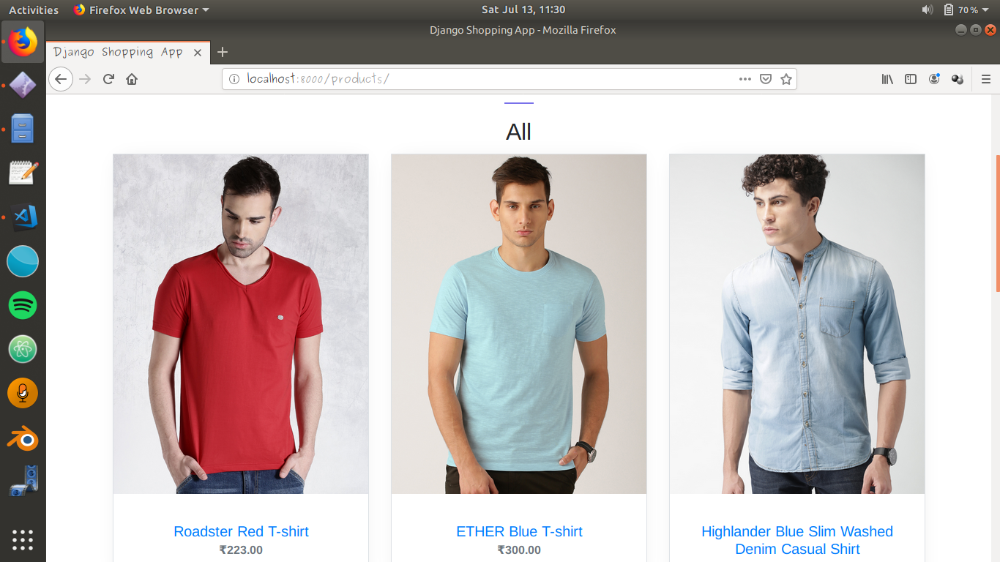 Activities Firefox Web Browser Sat Jul 13, 11:30 70 %
Django Shopping App - Mozilla Firefox
Django Shopping App
localhost:8000/products/
All
Roadster Red T-shirt
₹223.00
ETHER Blue T-shirt
₹300.00
Highlander Blue Slim Washed
Denim Casual Shirt